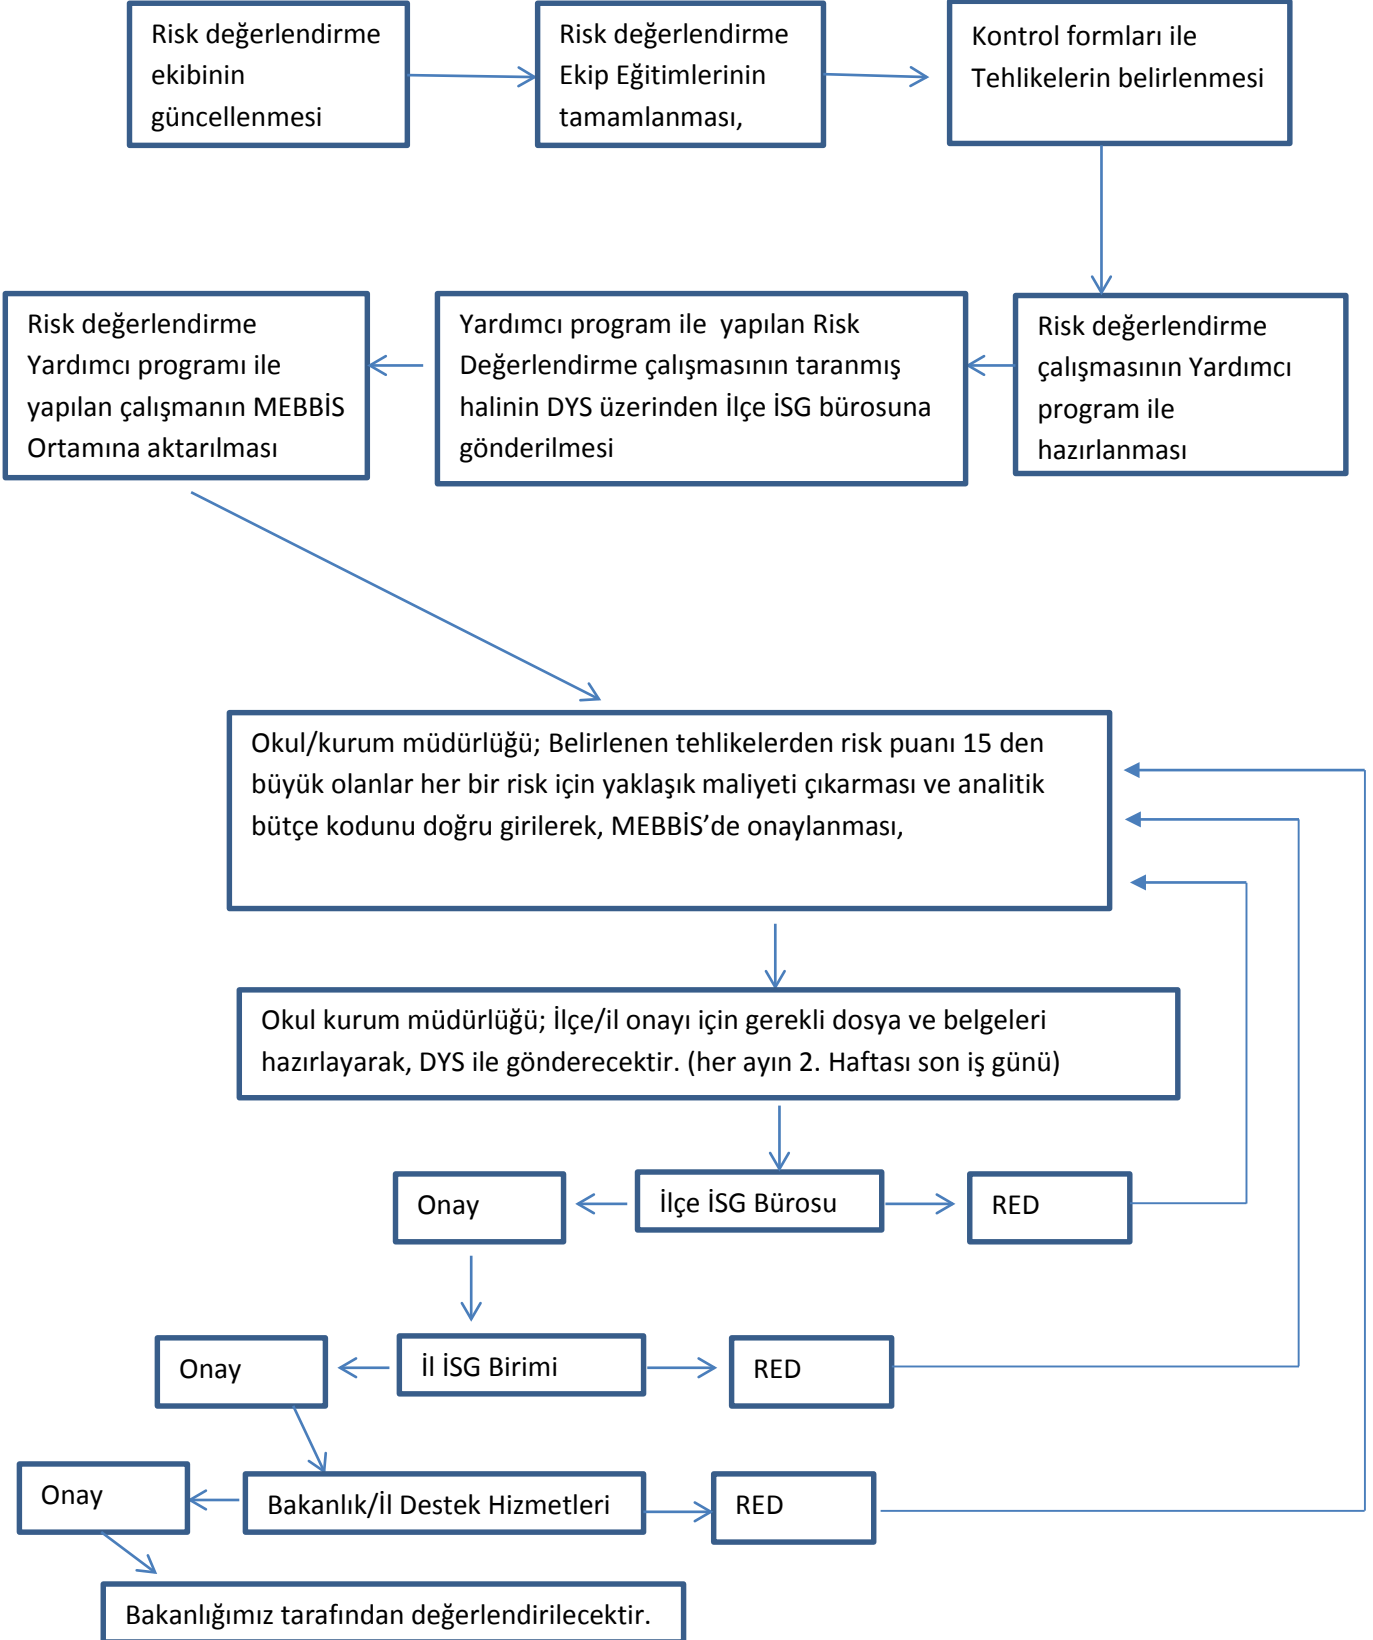 Risk değerlendirme
ekibinin
güncellenmesi
Risk değerlendirme
Ekip Eğitimlerinin
tamamlanması,
Kontrol formları ile
Tehlikelerin belirlenmesi
Risk değerlendirme
çalışmasının Yardımcı
program ile
hazırlanması
Yardımcı program ile  yapılan Risk
Değerlendirme çalışmasının taranmış
halinin DYS üzerinden İlçe İSG bürosuna
gönderilmesi
Risk değerlendirme
Yardımcı programı ile
yapılan çalışmanın MEBBİS
Ortamına aktarılması
Okul/kurum müdürlüğü; Belirlenen tehlikelerden risk puanı 15 den
büyük olanlar her bir risk için yaklaşık maliyeti çıkarması ve analitik
bütçe kodunu doğru girilerek, MEBBİS’de onaylanması,
Okul kurum müdürlüğü; İlçe/il onayı için gerekli dosya ve belgeleri
hazırlayarak, DYS ile gönderecektir. (her ayın 2. Haftası son iş günü)
Onay
İlçe İSG Bürosu
RED
Onay
İl İSG Birimi
RED
Onay
Bakanlık/İl Destek Hizmetleri
RED
Bakanlığımız tarafından değerlendirilecektir.